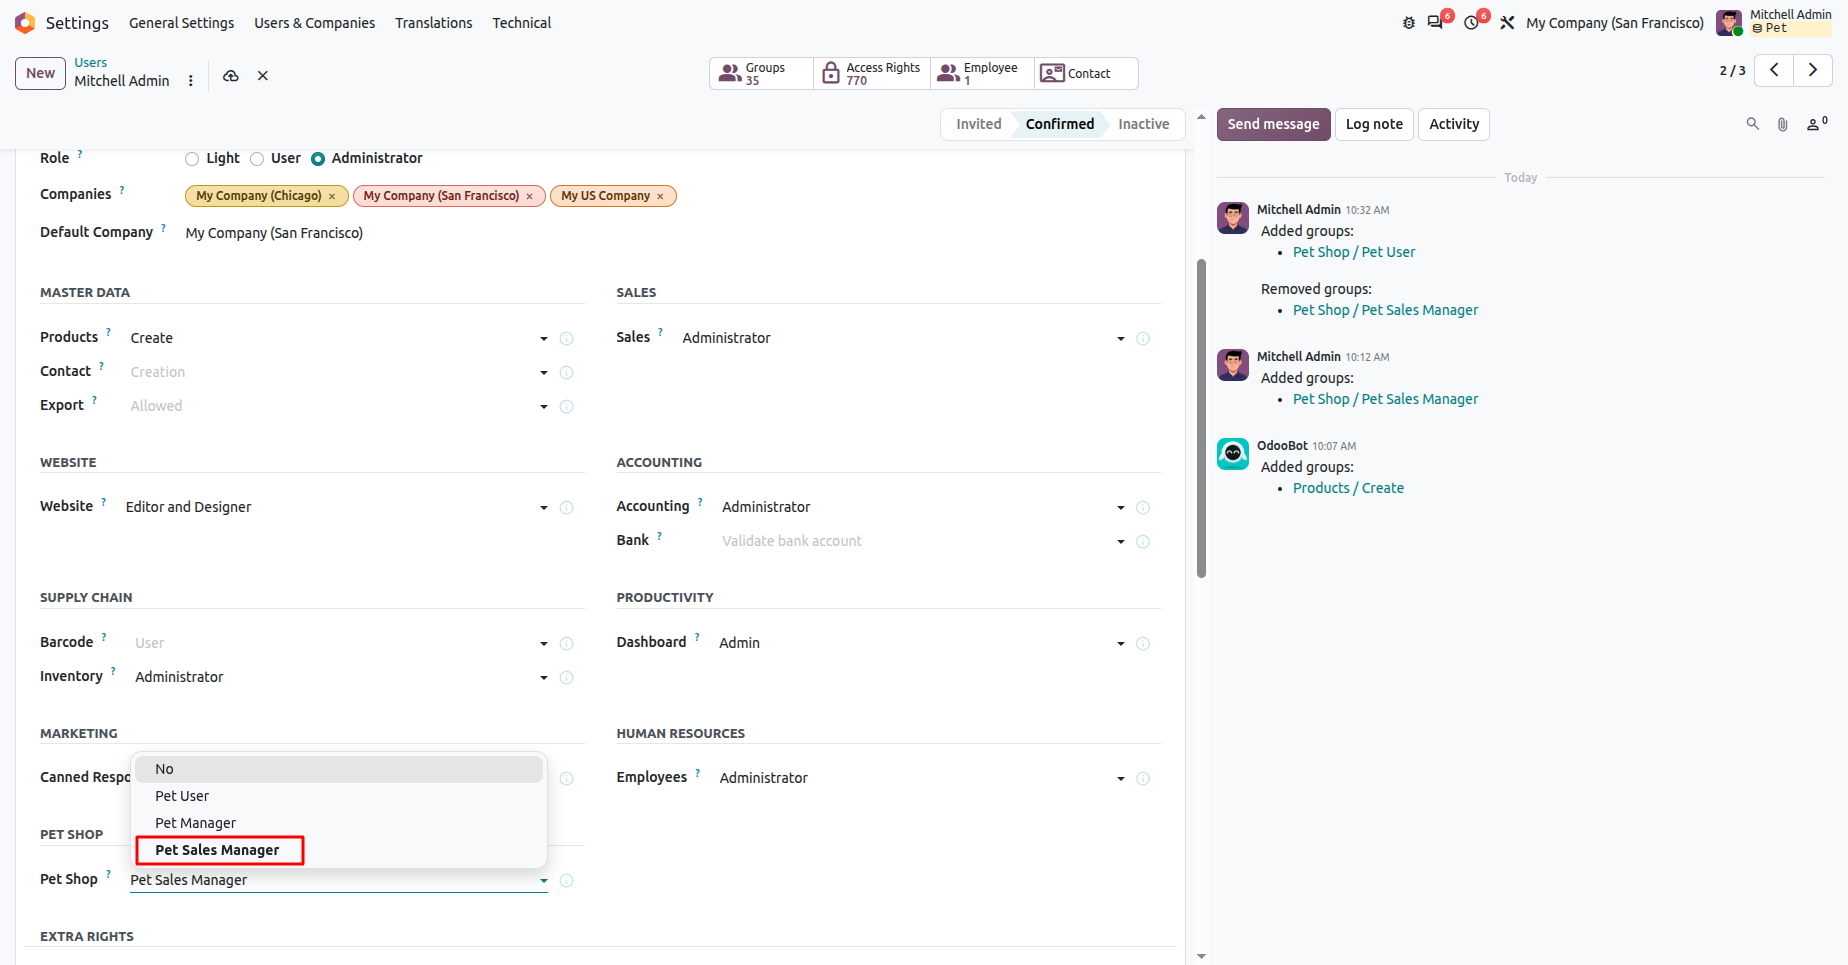 Settings General Settings Users & Companies Translations Technical 6 6 My Company (San Francisco) Mitchell Admin
Pet
New Users
Mitchell Admin
Groups 35 Access Rights 770 Employee 1 Contact
2 / 3
Invited Confirmed Inactive
Send message Log note Activity 0
Role ? Light User Administrator
Companies ? My Company (Chicago) × My Company (San Francisco) × My US Company ×
Default Company ? My Company (San Francisco)
MASTER DATA
Products ? Create
Contact ? Creation
Export ? Allowed
SALES
Sales ? Administrator
WEBSITE
Website ? Editor and Designer
ACCOUNTING
Accounting ? Administrator
Bank ? Validate bank account
SUPPLY CHAIN
Barcode ? User
Inventory ? Administrator
PRODUCTIVITY
Dashboard ? Admin
MARKETING
Canned Respo
No
Pet User
Pet Manager
Pet Sales Manager
HUMAN RESOURCES
Employees ? Administrator
PET SHOP
Pet Shop ? Pet Sales Manager
EXTRA RIGHTS
Today
Mitchell Admin 10:32 AM
Added groups:
• Pet Shop / Pet User
Removed groups:
• Pet Shop / Pet Sales Manager
Mitchell Admin 10:12 AM
Added groups:
• Pet Shop / Pet Sales Manager
OdooBot 10:07 AM
Added groups:
• Products / Create